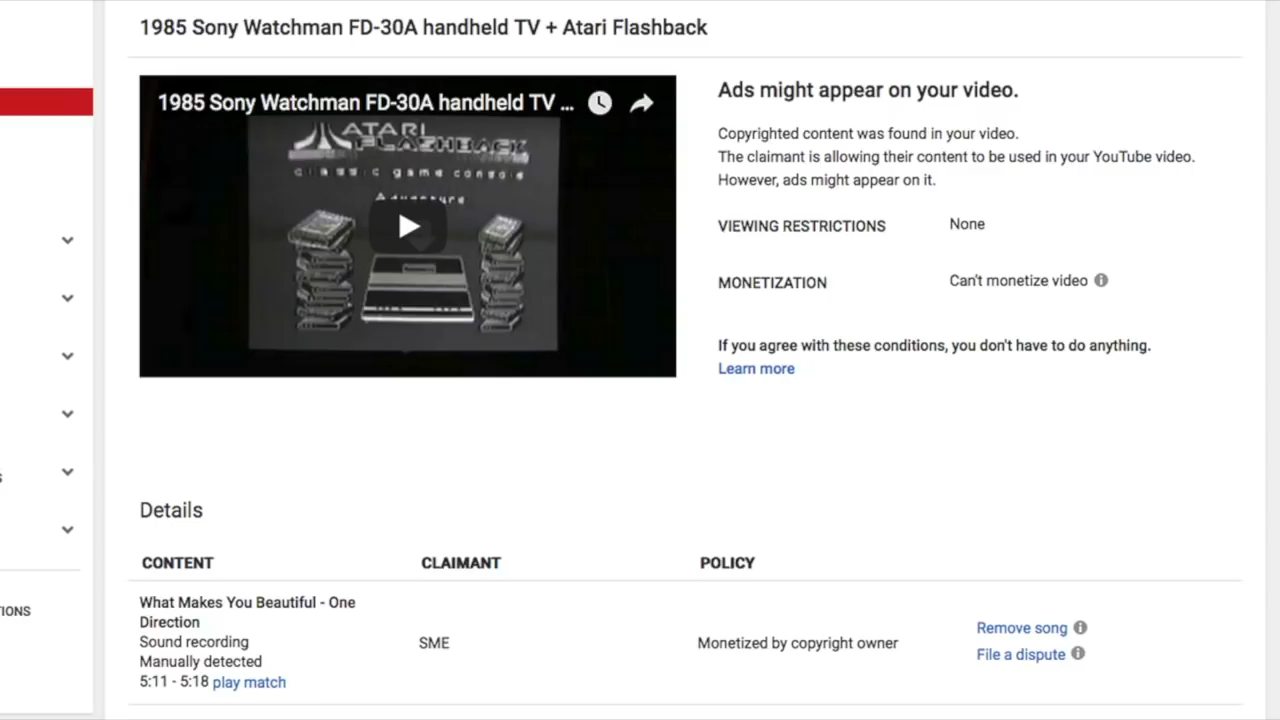 1985 Sony Watchman FD-30A handheld TV + Atari Flashback
1985 Sony Watchman FD-30A handheld TV ...
ATARI
FLASHBACK
classic game console
Adventure
Ads might appear on your video.
Copyrighted content was found in your video.
The claimant is allowing their content to be used in your YouTube video.
However, ads might appear on it.
VIEWING RESTRICTIONS None
MONETIZATION Can't monetize video
If you agree with these conditions, you don't have to do anything.
Learn more
Details
CONTENT CLAIMANT POLICY
What Makes You Beautiful - One
Direction
Sound recording
Manually detected
5:11 - 5:18 play match
SME
Monetized by copyright owner
Remove song
File a dispute